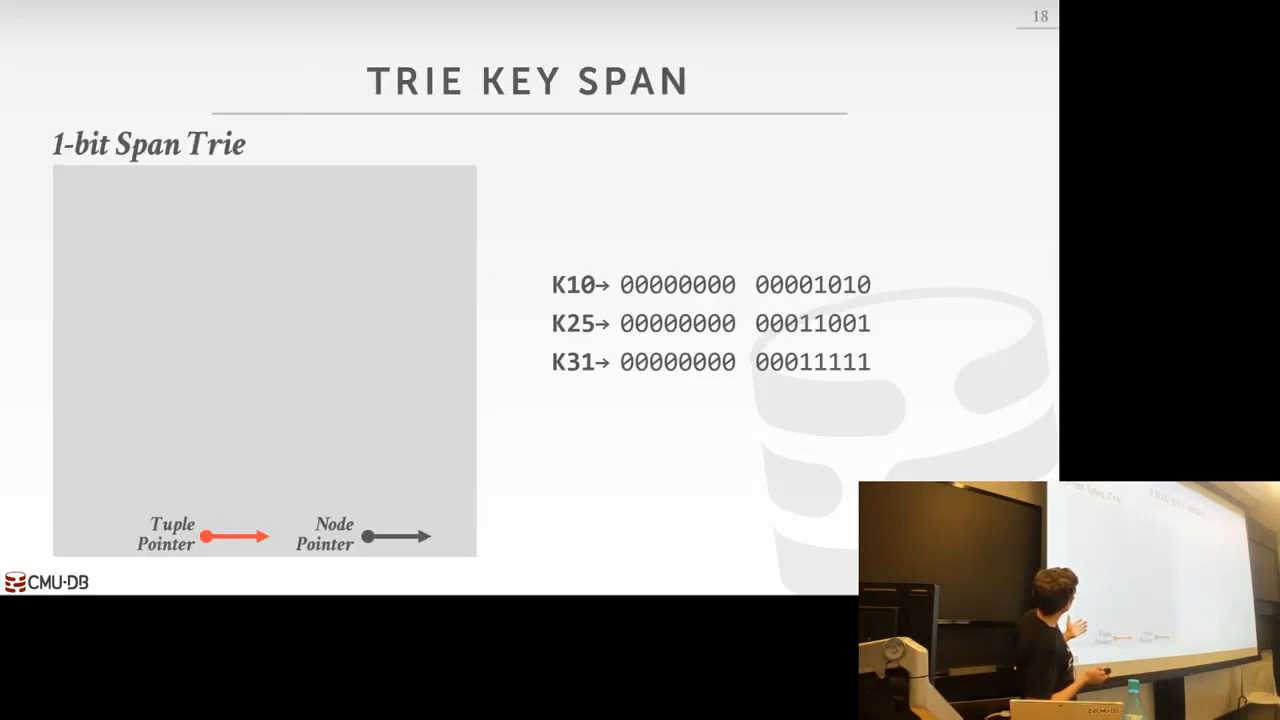 18
TRIE KEY SPAN
1-bit Span Trie
K10→ 00000000 00001010
K25→ 00000000 00011001
K31→ 00000000 00011111
Tuple Pointer
Node Pointer
CMU·DB